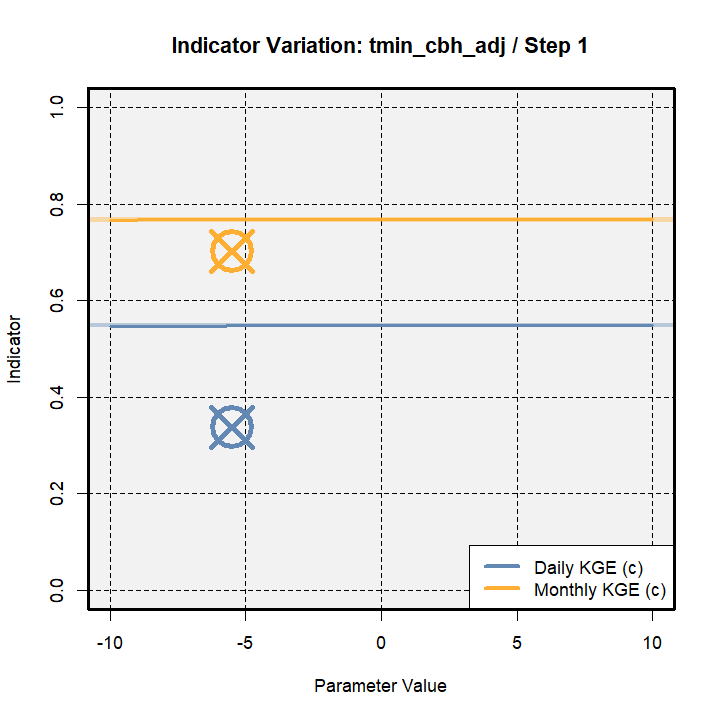 Indicator Variation: tmin_cbh_adj / Step 1
Indicator
1.0
0.8
0.6
0.4
0.2
0.0
Daily KGE (c)
Monthly KGE (c)
-10 -5 0 5 10
Parameter Value